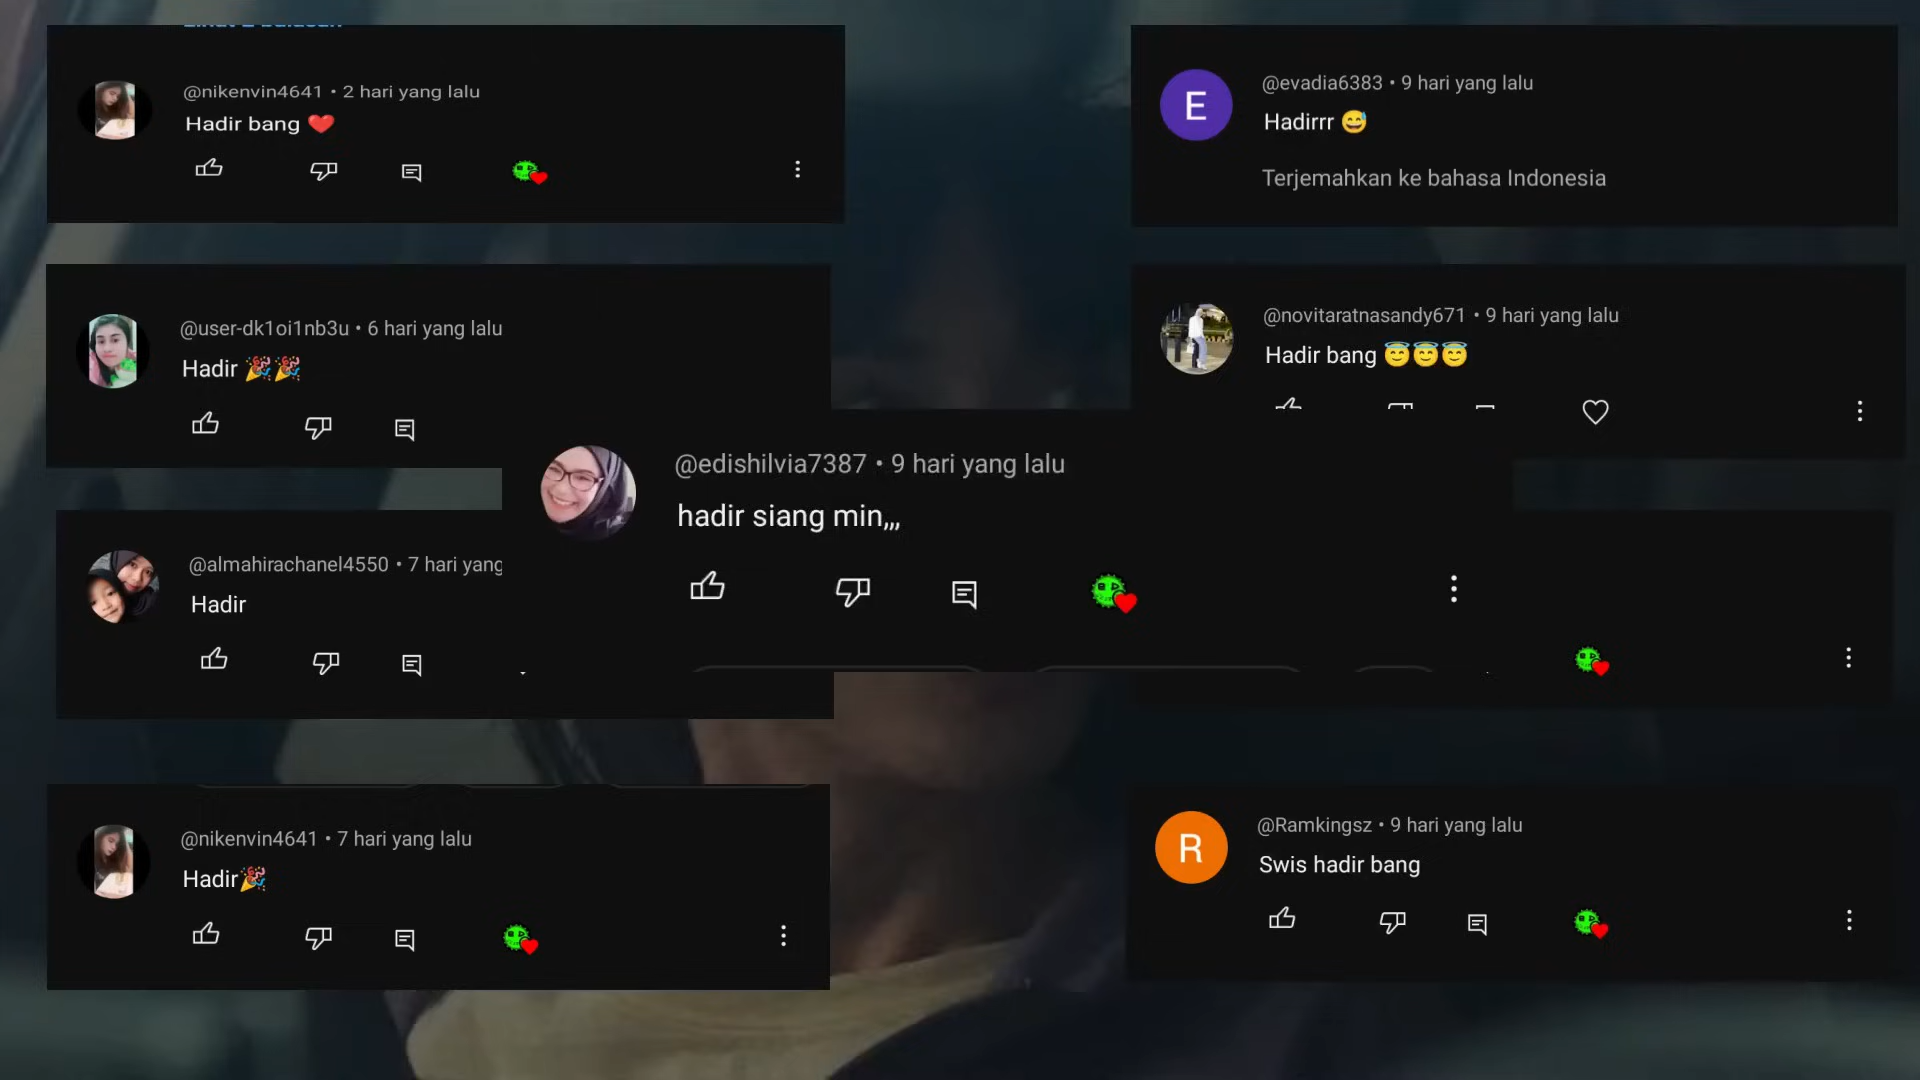 @nikenvin4641 • 2 hari yang lalu
Hadir bang ❤️
@evadia6383 • 9 hari yang lalu
Hadirrr 😅
Terjemahkan ke bahasa Indonesia
@user-dk1oi1nb3u • 6 hari yang lalu
Hadir 🎉🎉
@novitaratnasandy671 • 9 hari yang lalu
Hadir bang 😇😇😇
@edishilvia7387 • 9 hari yang lalu
hadir siang min,,,
@almahirachanel4550 • 7 hari yang
Hadir
@nikenvin4641 • 7 hari yang lalu
Hadir🎉
E
R
@Ramkingsz • 9 hari yang lalu
Swis hadir bang